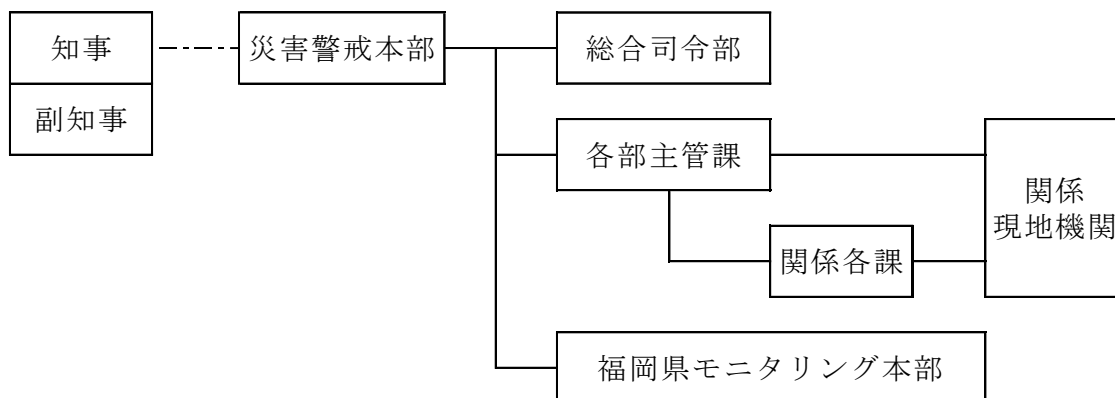 知事
副知事
災害警戒本部
総合司令部
各部主管課
関係各課
関係
現地機関
福岡県モニタリング本部